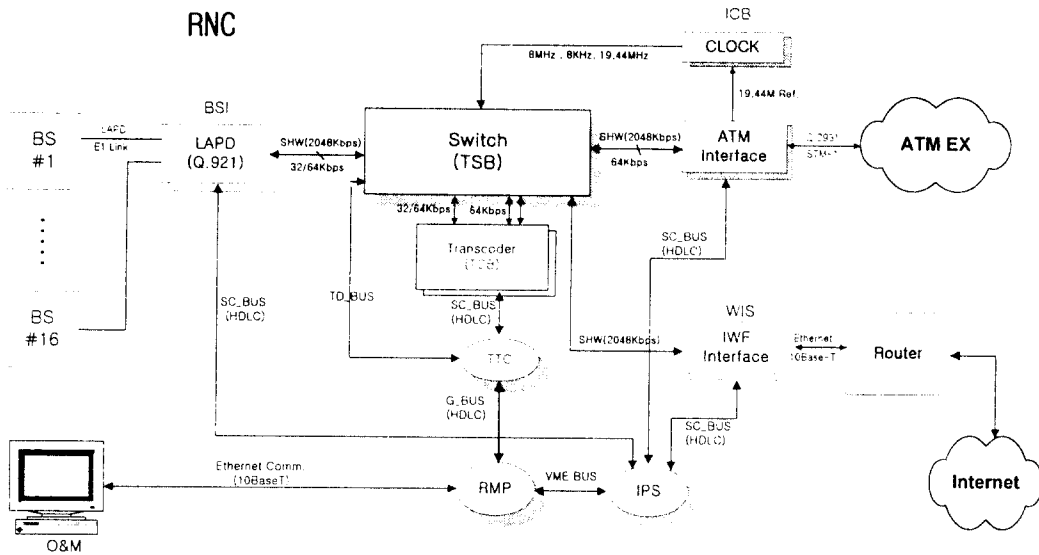 RNC
ICB
CLOCK
8MHz , 8KHz, 19.44MHz
19.44M Ref.
BSI
BS
#1
LAPD
E1 Link
LAPD
(Q.921)
SHW(2048Kbps)
32/64Kbps
Switch
(TSB)
SHW(2048Kbps)
64Kbps
ATM
Interface
STM-1
ATM EX
32/64Kbps
64Kbps
Transcoder
SC_BUS
(HDLC)
SC_BUS
(HDLC)
TD_BUS
SC_BUS
(HDLC)
BS
#16
TTC
SHW(2048Kbps)
WIS
IWF
Interface
Ethernet
10Base-T
Router
G_BUS
(HDLC)
SC_BUS
(HDLC)
Ethernet Comm.
(10BaseT)
RMP
VME BUS
IPS
Internet
O&M